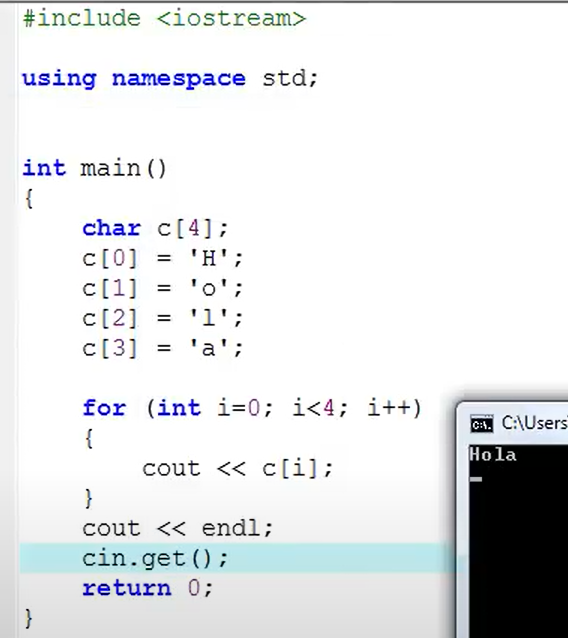 #include <iostream>
using namespace std;
int main()
{
char c[4];
c[0] = 'H';
c[1] = 'o';
c[2] = 'l';
c[3] = 'a';
for (int i=0; i<4; i++)
{
cout << c[i];
}
cout << endl;
cin.get();
return 0;
}
C:\Users
Hola